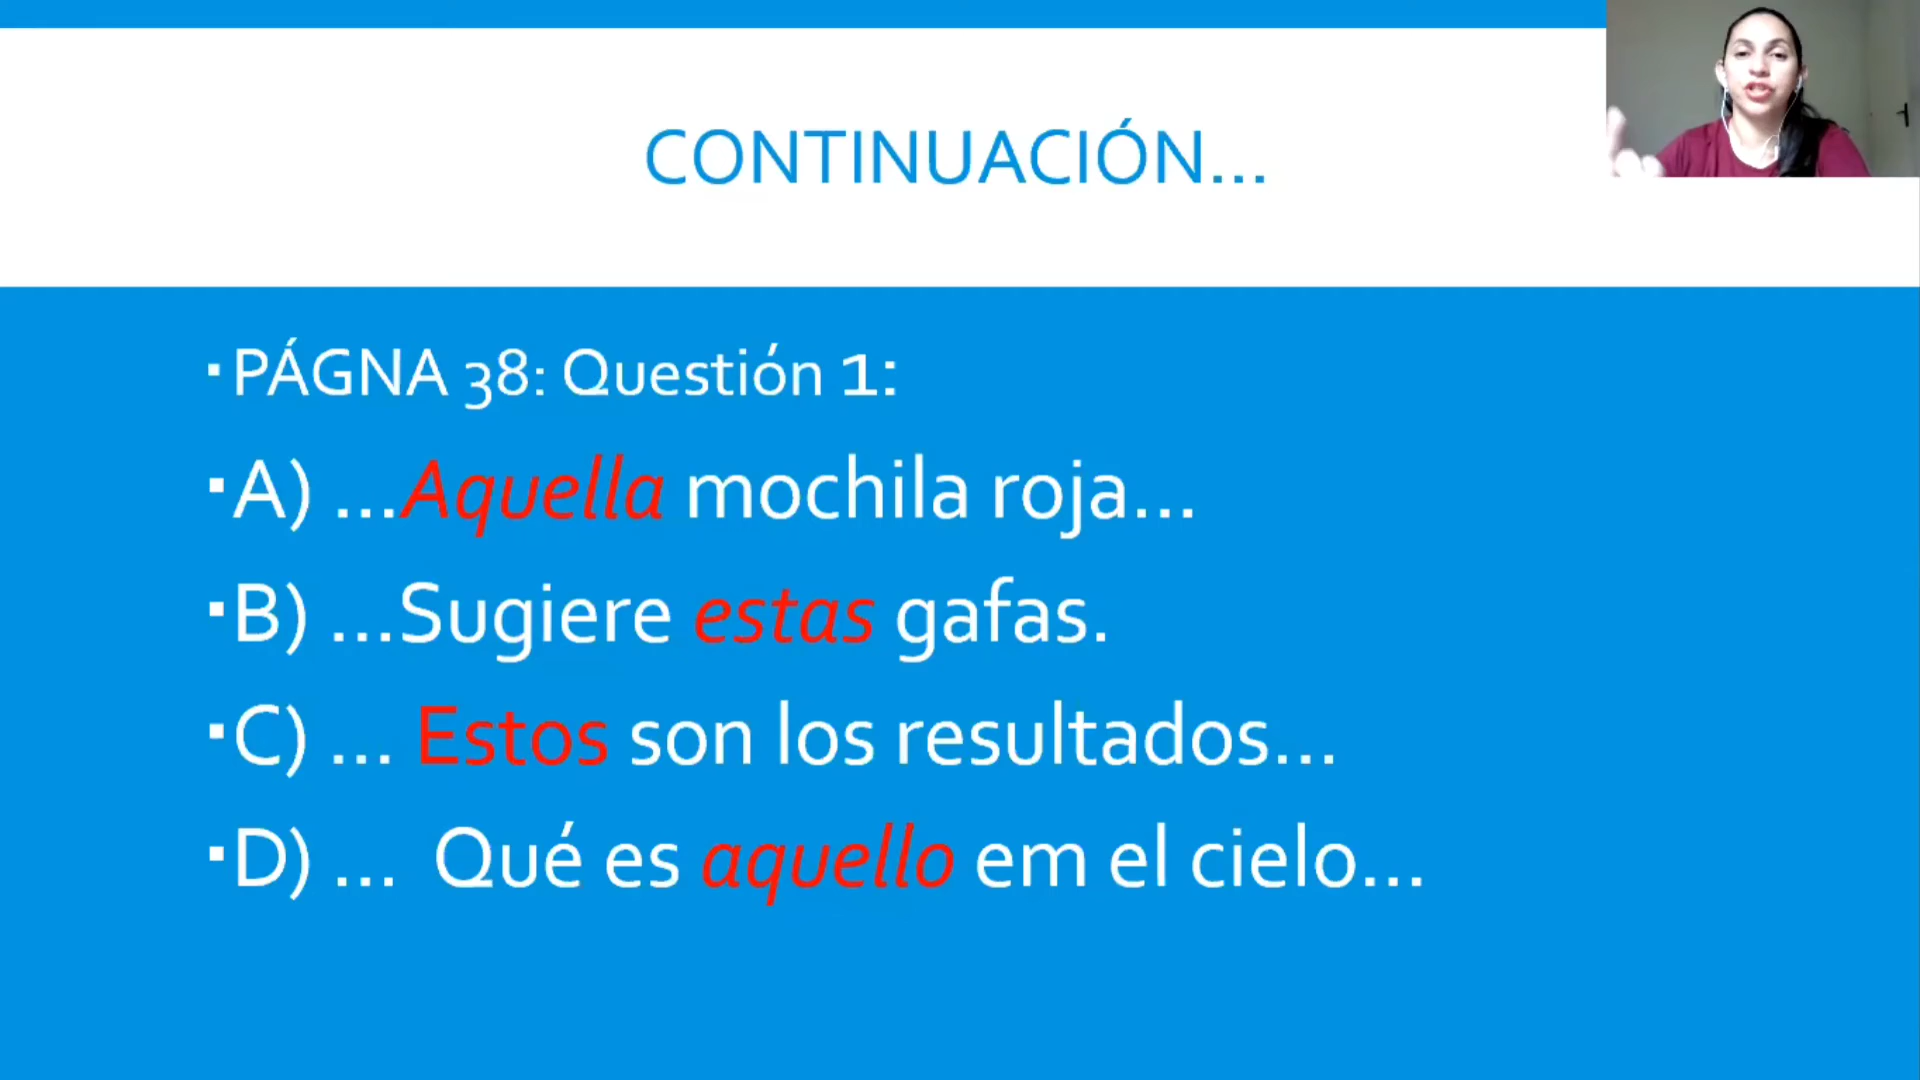 CONTINUACIÓN...
PÁGNA 38: Questión 1:
A) ...Aquella mochila roja...
B) ...Sugiere estas gafas.
C) ... Estos son los resultados...
D) ... Qué es aquello em el cielo...